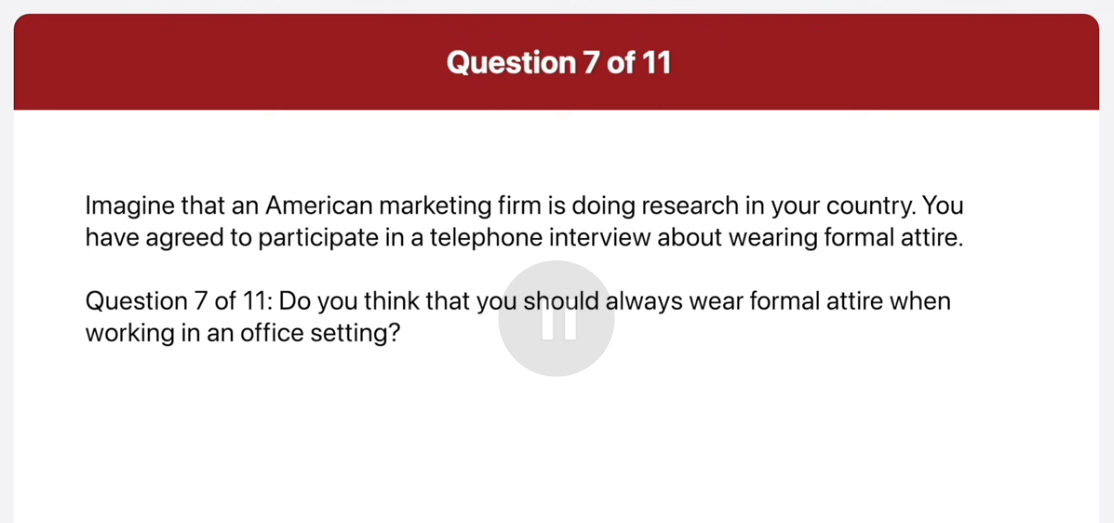 Question 7 of 11
Imagine that an American marketing firm is doing research in your country. You
have agreed to participate in a telephone interview about wearing formal attire.
Question 7 of 11: Do you think that you should always wear formal attire when
working in an office setting?